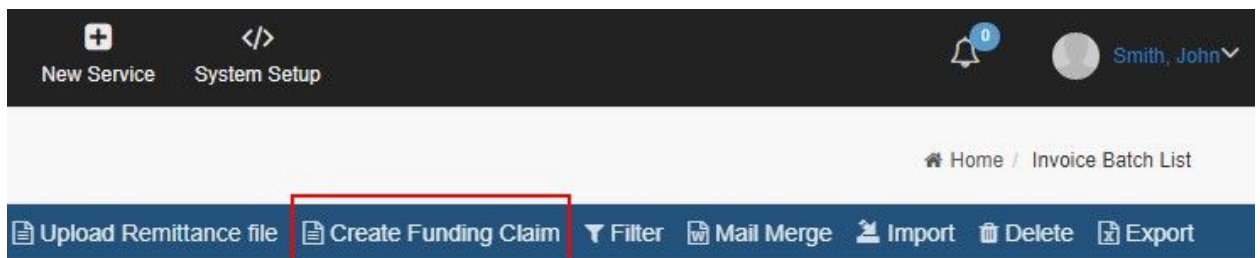 New Service System Setup 0 Smith, John
Home / Invoice Batch List
Upload Remittance file Create Funding Claim Filter Mail Merge Import Delete Export